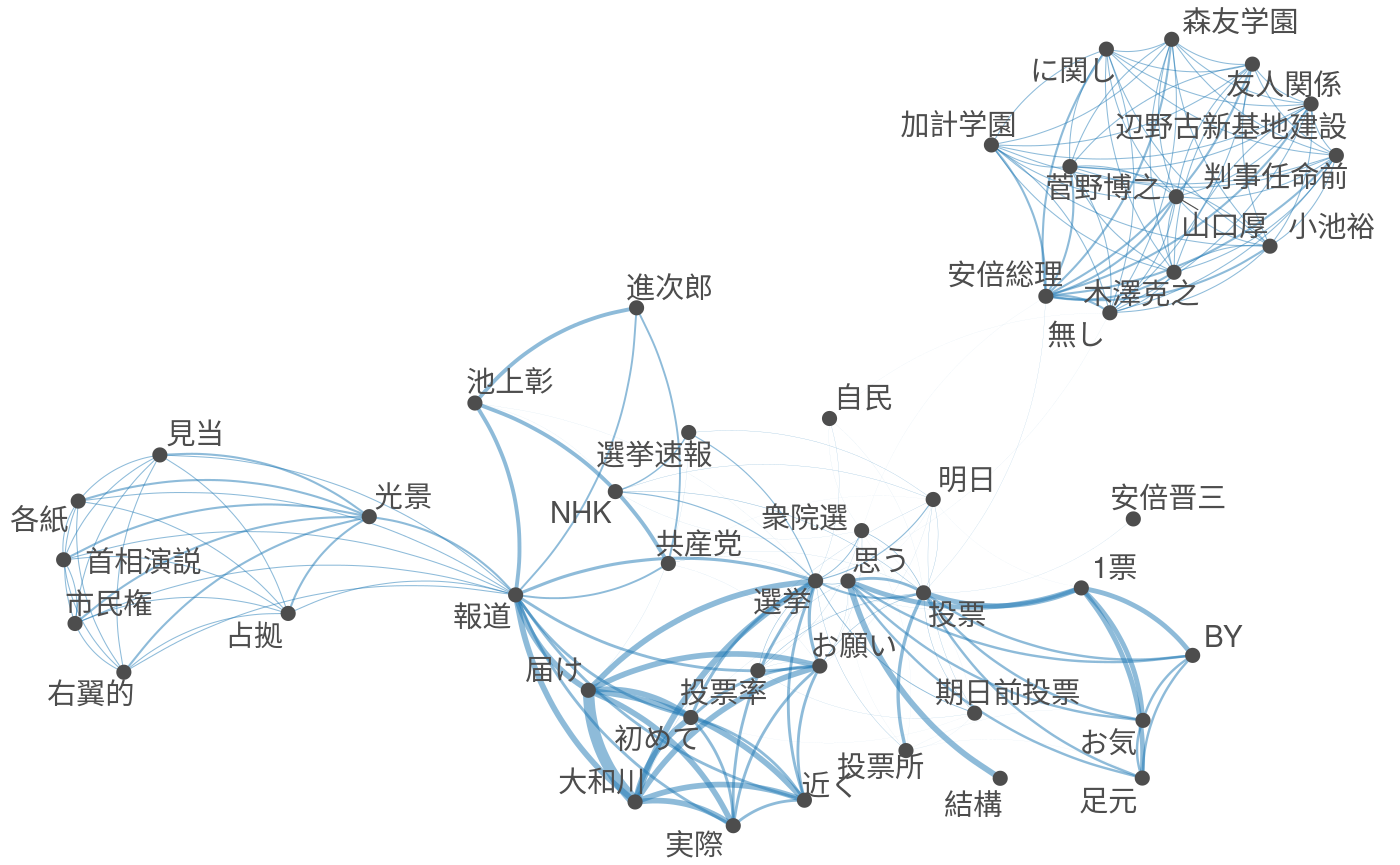 森友学園
に関し
友人関係
加計学園
辺野古新基地建設
菅野博之
判事任命前
山口厚
小池裕
安倍総理
木澤克之
無し
進次郎
池上彰
自民
見当
選挙速報
明日
光景
安倍晋三
各紙
NHK
衆院選
共産党
思う
首相演説
1票
市民権
選挙
投票
報道
占拠
お願い
BY
届け
右翼的
投票率
期日前投票
初めて
お気
投票所
大和川
近く
結構
足元
実際